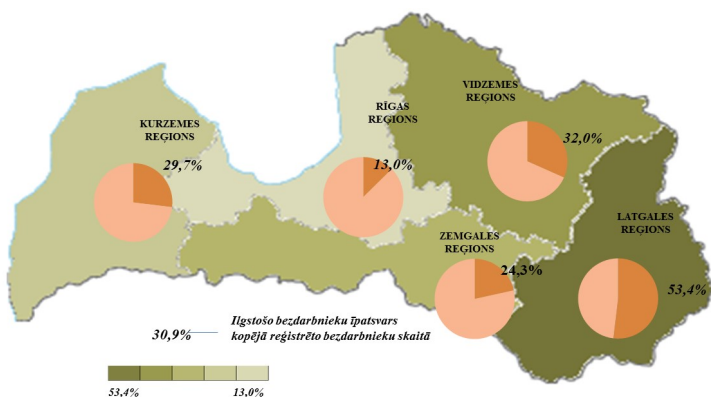 VIDZEMES
REĢIONS
32,0%
RĪGAS
REĢIONS
13,0%
KURZEMES
REĢIONS
29,7%
LATGALES
REĢIONS
53,4%
ZEMGALES
REĢIONS
24,3%
30,9%
Ilgstošo bezdarbnieku īpatsvars
kopējā reģistrēto bezdarbnieku skaitā
53,4%
13,0%